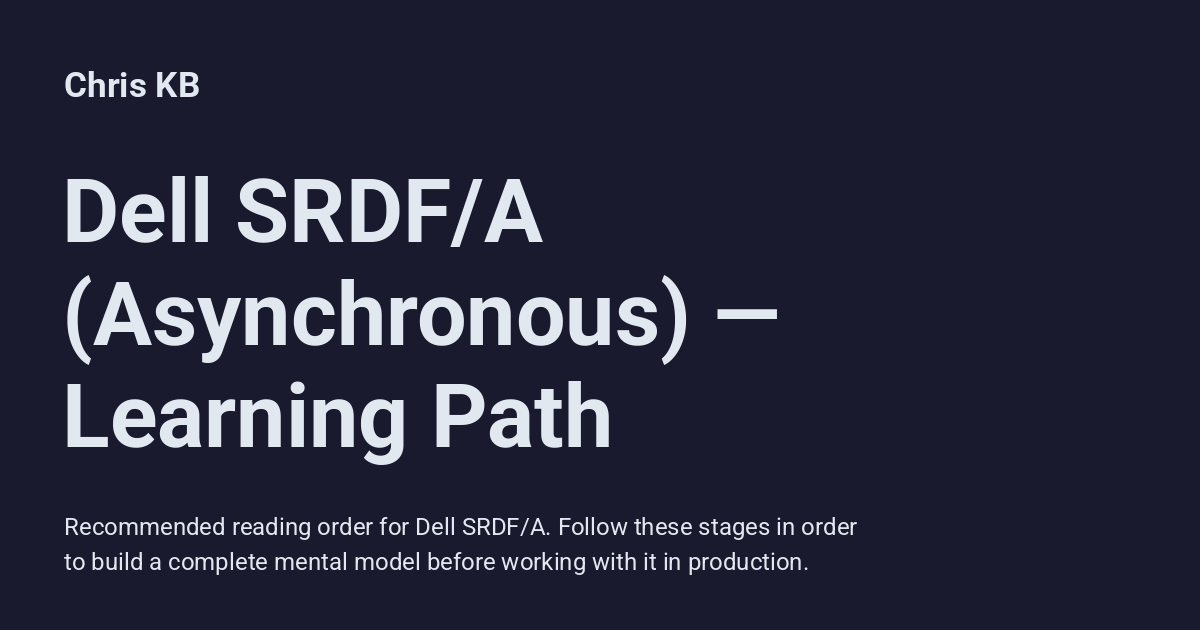 Chris KB
Dell SRDF/A
(Asynchronous) —
Learning Path
Recommended reading order for Dell SRDF/A. Follow these stages in order
to build a complete mental model before working with it in production.